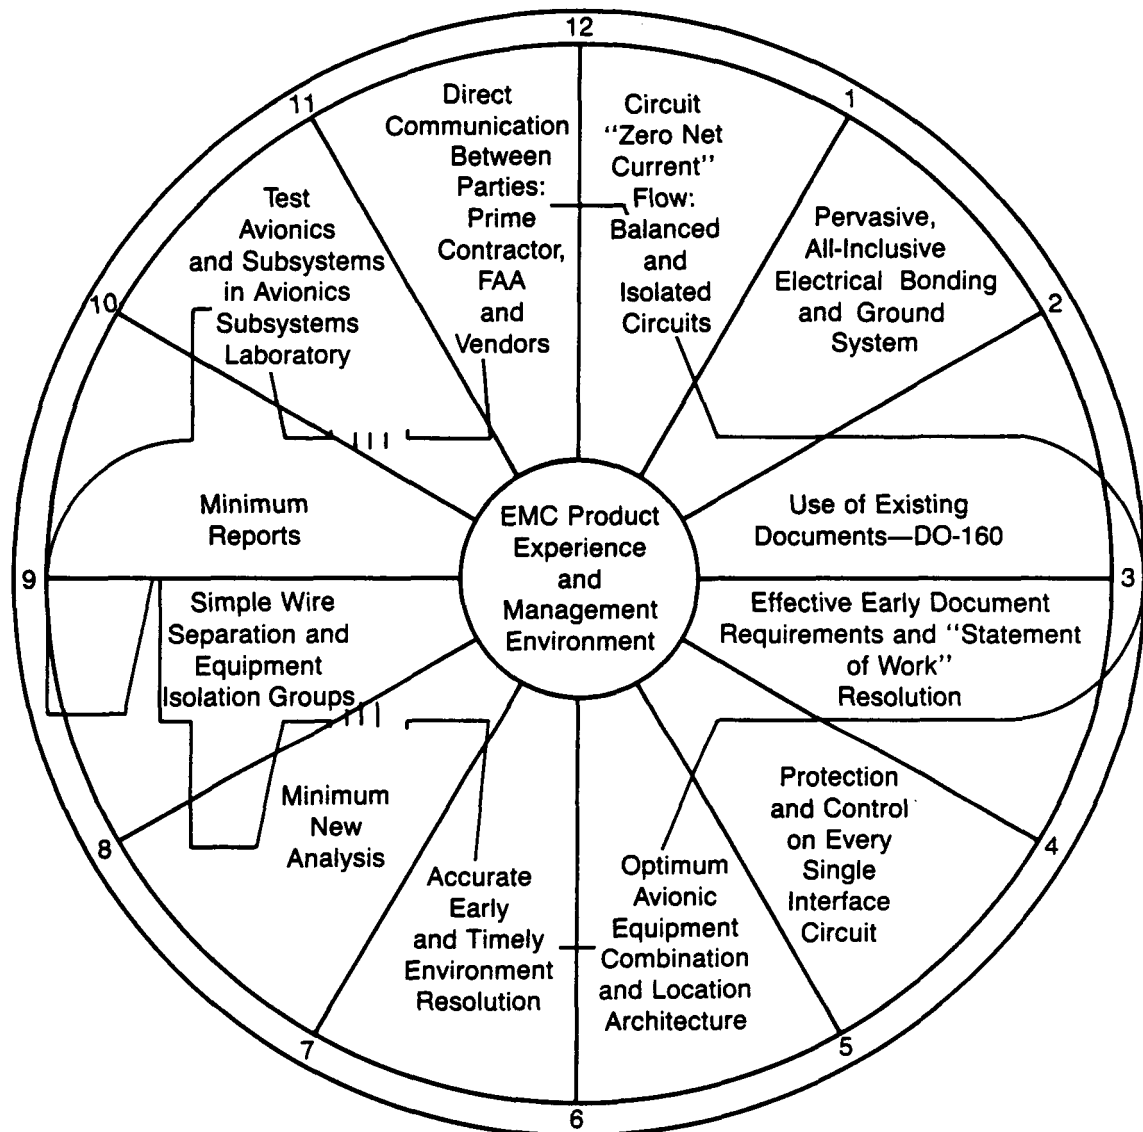 12
Direct
Communication
Between
Parties:
Prime
Contractor,
FAA
and
Vendors
Circuit
"Zero Net
Current"
Flow:
Balanced
and
Isolated
Circuits
1
Pervasive,
All-Inclusive
Electrical Bonding
and Ground
System
2
Use of Existing
Documents—DO-160
3
Effective Early Document
Requirements and "Statement
of Work"
Resolution
4
Protection
and Control
on Every
Single
Interface
Circuit
5
Optimum
Avionic
Equipment
Combination
and Location
Architecture
6
Accurate
Early
and Timely
Environment
Resolution
7
Minimum
New
Analysis
8
Simple Wire
Separation and
Equipment
Isolation Groups
9
Minimum
Reports
10
Test
Avionics
and Subsystems
in Avionics
Subsystems
Laboratory
11
EMC Product
Experience
and
Management
Environment